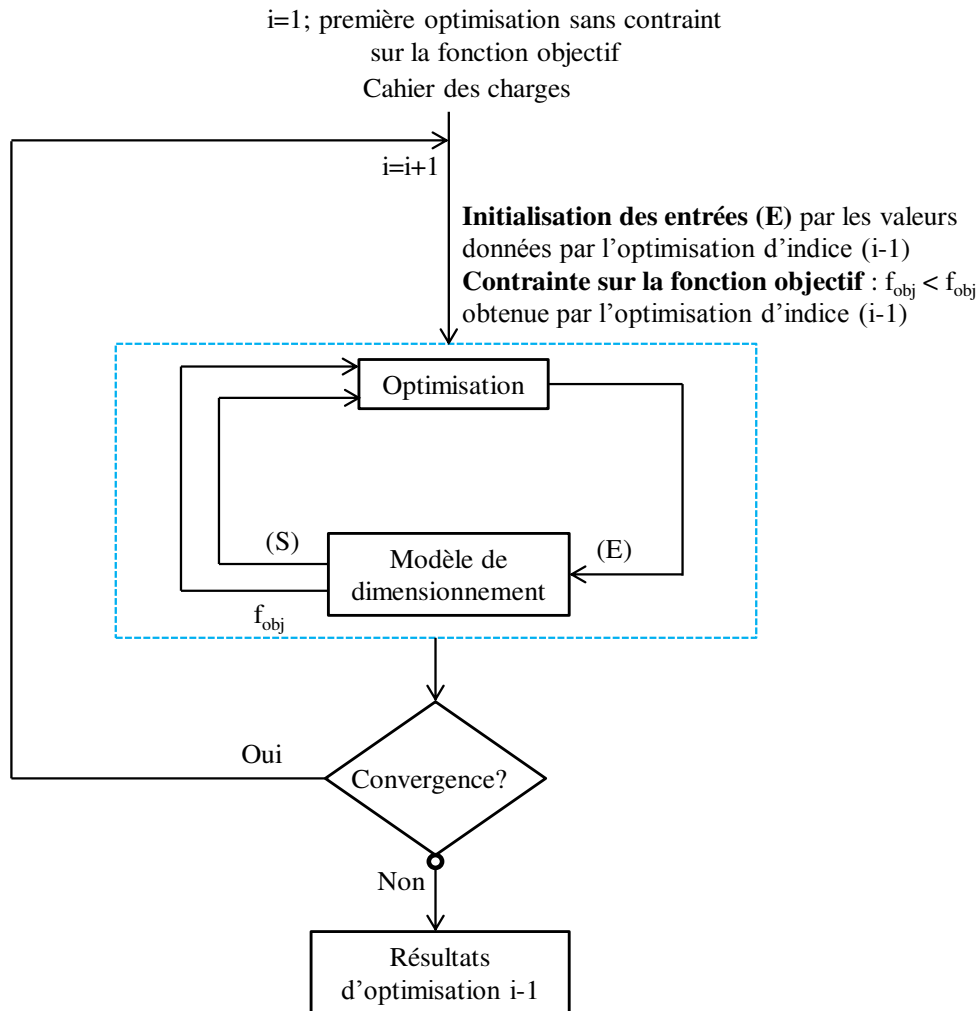 i=1; première optimisation sans contraint
sur la fonction objectif
Cahier des charges
i=i+1
Initialisation des entrées (E) par les valeurs
données par l’optimisation d’indice (i-1)
Contrainte sur la fonction objectif : fobj < fobj
obtenue par l’optimisation d’indice (i-1)
Optimisation
(S)
(E)
Modèle de
dimensionnement
fobj
Oui
Convergence?
Non
Résultats
d’optimisation i-1